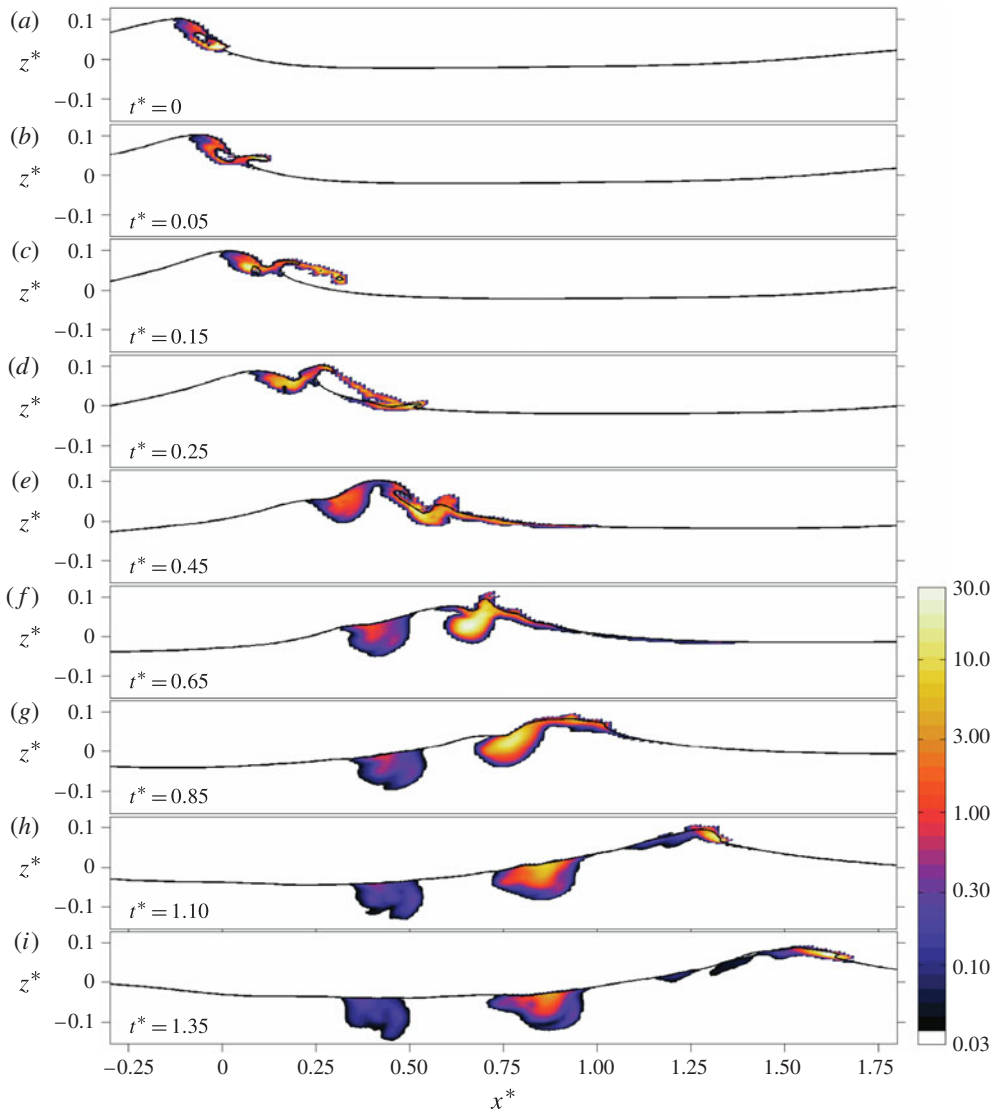 (a)
0.1
z* 0
−0.1
t* = 0
(b)
0.1
z* 0
−0.1
t* = 0.05
(c)
0.1
z* 0
−0.1
t* = 0.15
(d)
0.1
z* 0
−0.1
t* = 0.25
(e)
0.1
z* 0
−0.1
t* = 0.45
(f)
0.1
z* 0
−0.1
t* = 0.65
(g)
0.1
z* 0
−0.1
t* = 0.85
(h)
0.1
z* 0
−0.1
t* = 1.10
(i)
0.1
z* 0
−0.1
t* = 1.35
−0.25 0 0.25 0.50 0.75 1.00 1.25 1.50 1.75
x*
30.0
10.0
3.00
1.00
0.30
0.10
0.03